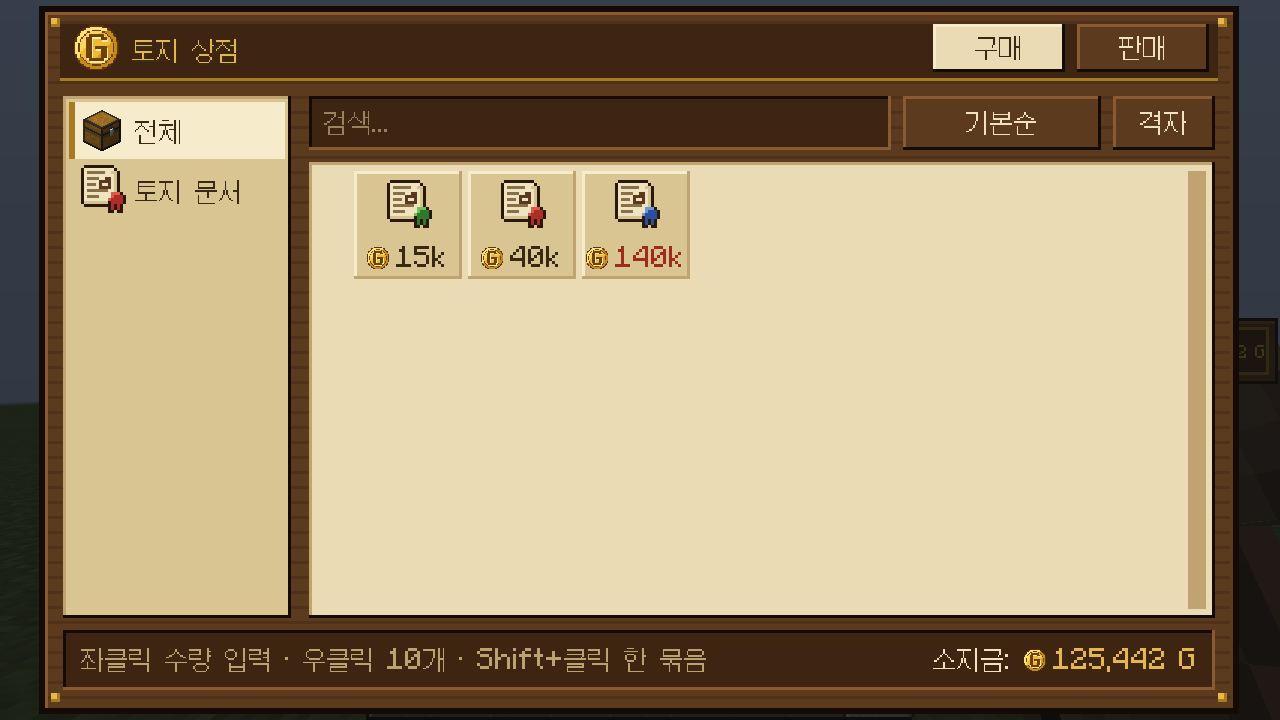 토지 상점
구매
판매
전체
토지 문서
검색...
기본순
격자
15k
40k
140k
2 G
좌클릭 수량 입력 · 우클릭 10개 · Shift+클릭 한 묶음
소지금: 125,442 G